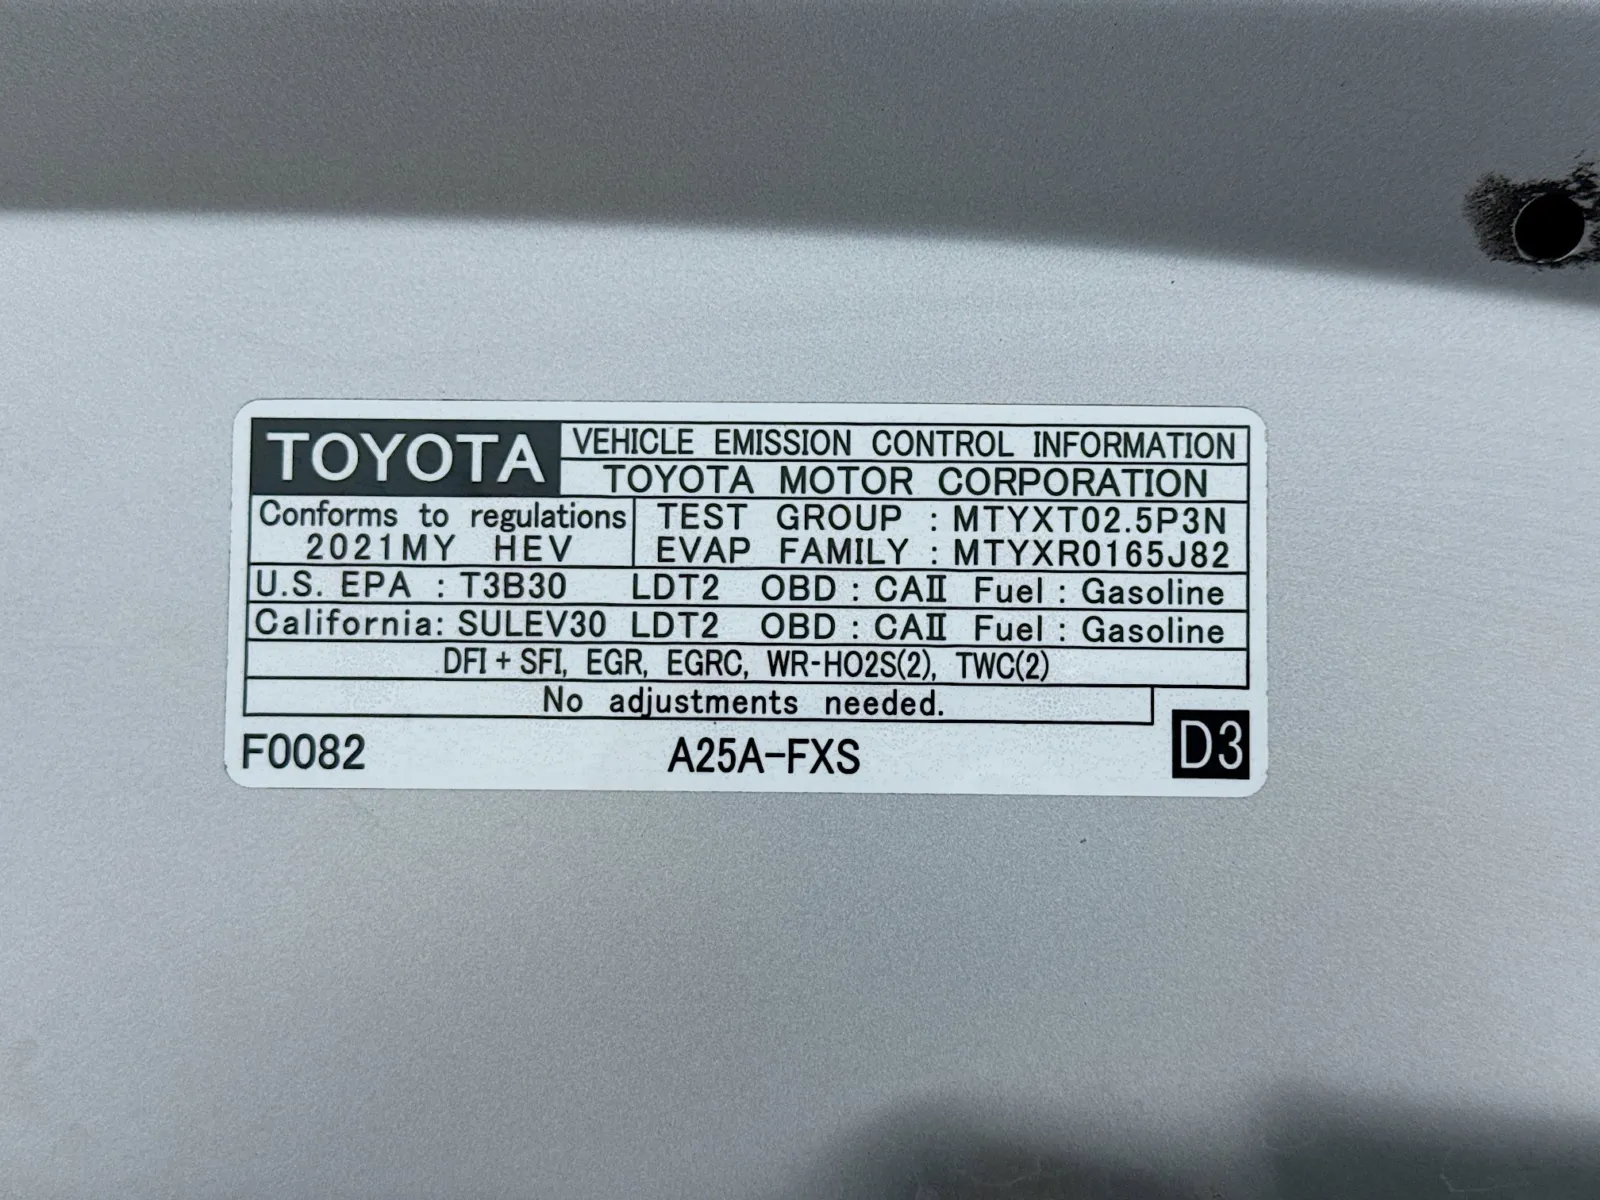 TOYOTA VEHICLE EMISSION CONTROL INFORMATION
TOYOTA MOTOR CORPORATION
Conforms to regulations TEST GROUP : MTYXT02.5P3N
2021MY HEV EVAP FAMILY : MTYXR0165J82
U.S. EPA : T3B30 LDT2 OBD : CAⅡ Fuel : Gasoline
California: SULEV30 LDT2 OBD : CAⅡ Fuel : Gasoline
DFI + SFI, EGR, EGRC, WR-HO2S(2), TWC(2)
No adjustments needed.
F0082 A25A-FXS D3